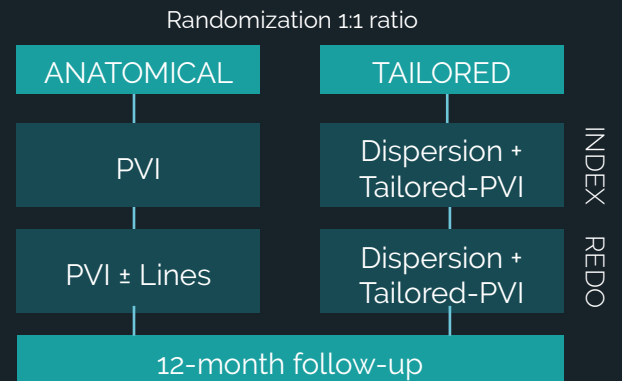 Randomization 1:1 ratio
ANATOMICAL
TAILORED
PVI
Dispersion +
Tailored-PVI
INDEX
PVI ± Lines
Dispersion +
Tailored-PVI
REDO
12-month follow-up